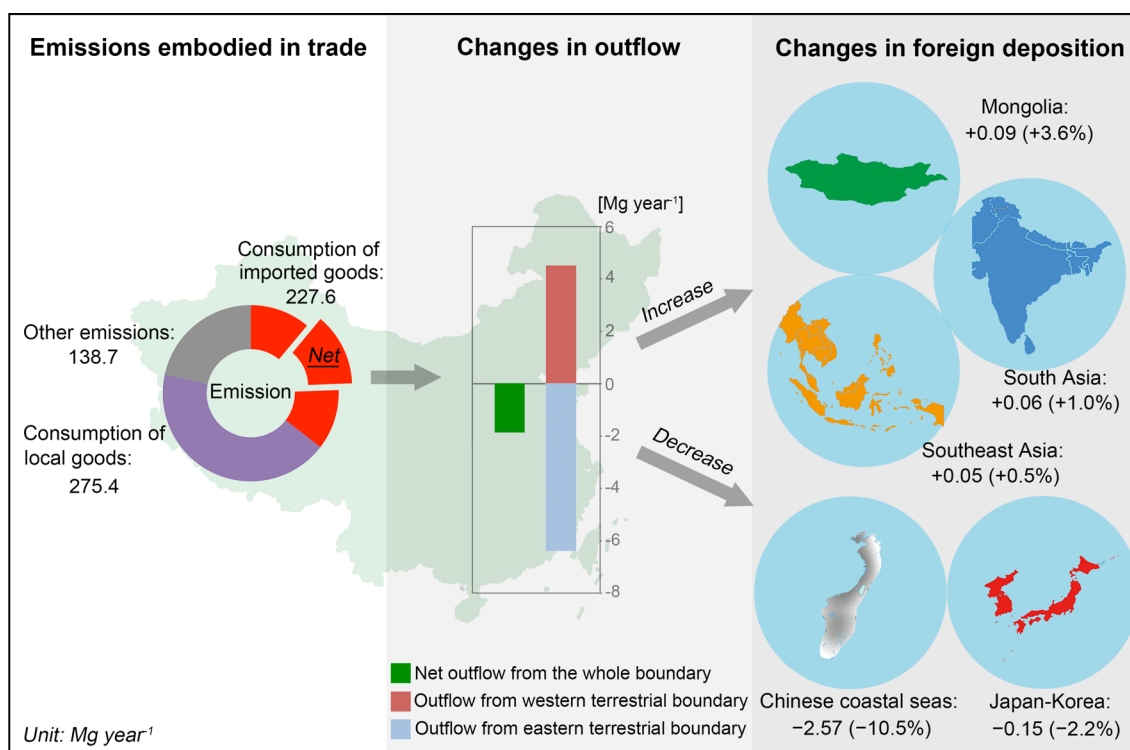 Emissions embodied in trade
Changes in outflow
Changes in foreign deposition
Consumption of
imported goods:
227.6
Other emissions:
138.7
Net
Emission
Consumption of
local goods:
275.4
Unit: Mg year⁻¹
[Mg year⁻¹]
6
4
2
0
-2
-4
-6
-8
Increase
Decrease
Net outflow from the whole boundary
Outflow from western terrestrial boundary
Outflow from eastern terrestrial boundary
Mongolia:
+0.09 (+3.6%)
South Asia:
+0.06 (+1.0%)
Southeast Asia:
+0.05 (+0.5%)
Chinese coastal seas:
−2.57 (−10.5%)
Japan-Korea:
−0.15 (−2.2%)